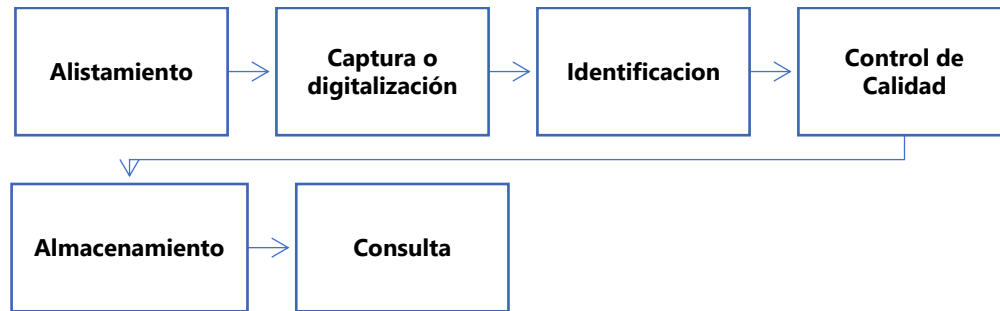 Alistamiento
Captura o
digitalización
Identificacion
Control de
Calidad
Almacenamiento
Consulta